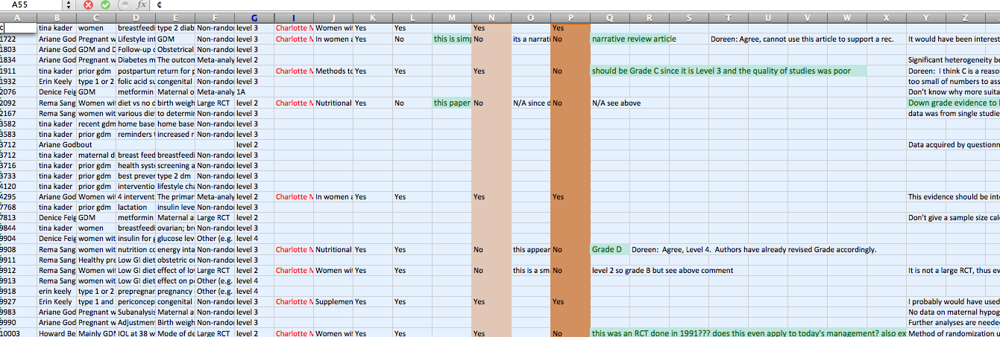 A55 fx ¢
A B C D E F G I J K L M N O P Q R S T U V W X Y Z
¢ tina kader women breastfeedi type 2 diab Non-rando level 3 Charlotte N Women wit Yes Yes Yes Yes
1722 Ariane God Pregnant w Lifestyle int GDM Non-rando level 3 Charlotte N In women a Yes No this is simp No its a narrati No narrative review article Doreen: Agree, cannot use this article to support a rec. It would have been interest
1803 Ariane God GDM and D Follow-up o Obstetrical Non-rando level 3
1834 Ariane God Pregnant w Diabetes m The outcon Meta-analy level 2 Significant heterogeneity be
1911 tina kader prior gdm postpartum return for p Non-rando level 3 Charlotte N Methods to Yes Yes Yes No should be Grade C since it is Level 3 and the quality of studies was poor Doreen: I think C is a reaso
1932 Erin Keely type 1 or 2 folic acid su congenital Non-rando level 3 too small of numbers to ass
2076 Denice Feig GDM metformin Maternal o Meta-analy 1A Don't know why more suita
2092 Rema Sang Women wit diet vs no d birth weigh Large RCT level 2 Charlotte N Nutritional Yes No this paper No N/A since d No N/A see above Down grade evidence to l
2167 Rema Sang women wit various diet to determin Non-rando level 3 data was from single studie
3582 tina kader recent gdm home base home base Non-rando level 3
3583 tina kader prior gdm reminders t increased r Non-rando level 3
3712 Ariane Godbout level 2 Data acquired by questionn
3712 tina kader maternal d breast feed breastfeedi Non-rando level 3
3716 tina kader prior gdm health syst screening a Non-rando level 3
3733 tina kader prior gdm best prever type 2 dm Non-rando level 3
4120 tina kader prior gdm interventio lifestyle cha Non-rando level 3
4295 Ariane God Women wit 4 intervent The primar Meta-analy level 2 Charlotte N In women a Yes Yes Yes Yes This evidence should be inte
7768 tina kader prior gdm lactation insulin leve Non-rando level 3
7813 Denice Feig GDM metformin Maternal a Large RCT level 2 Don't give a sample size calc
9844 tina kader women breastfeedi ovarian; bre Non-rando level 3
9904 Denice Feig women wit insulin for g glucose lev Other (e.g. level 4
9908 Rema Sang women wit nutrition co energy inta Non-rando level 3 Charlotte N Nutritional Yes Yes No this appear No Grade D Doreen: Agree, Level 4. Authors have already revised Grade accordingly.
9911 Rema Sang Healthy pre Low GI diet obstetric ou Non-rando level 3
9912 Rema Sang Women wit Low GI diet effect of lov Large RCT level 2 Charlotte N Women wit Yes Yes No this is a sm No level 2 so grade B but see above comment It is not a large RCT, thus ev
9913 Rema Sang women wit Low GI diet effect on po Other (e.g. level 4
9918 erin keely type 1 or 2 prepregnar pregnancy Other (e.g. level 4
9927 Erin Keely type 1 and periconcep congenital Non-rando level 3 Charlotte N Supplemen Yes Yes Yes Yes I probably would have used
9983 Ariane God Pregnant w Subanalysis Maternal a Non-rando level 3 No data on maternal hypog
9990 Ariane God Pregnant w Adjustment Birth weigh Non-rando level 3 Further analyses are neede
10003 Howard Be Mainly GDM IOL at 38 w Mode of de Large RCT level 2 Charlotte N Women wit Yes Yes Yes No this was an RCT done in 1991??? does this even apply to today's management? also ex Method of randomization u